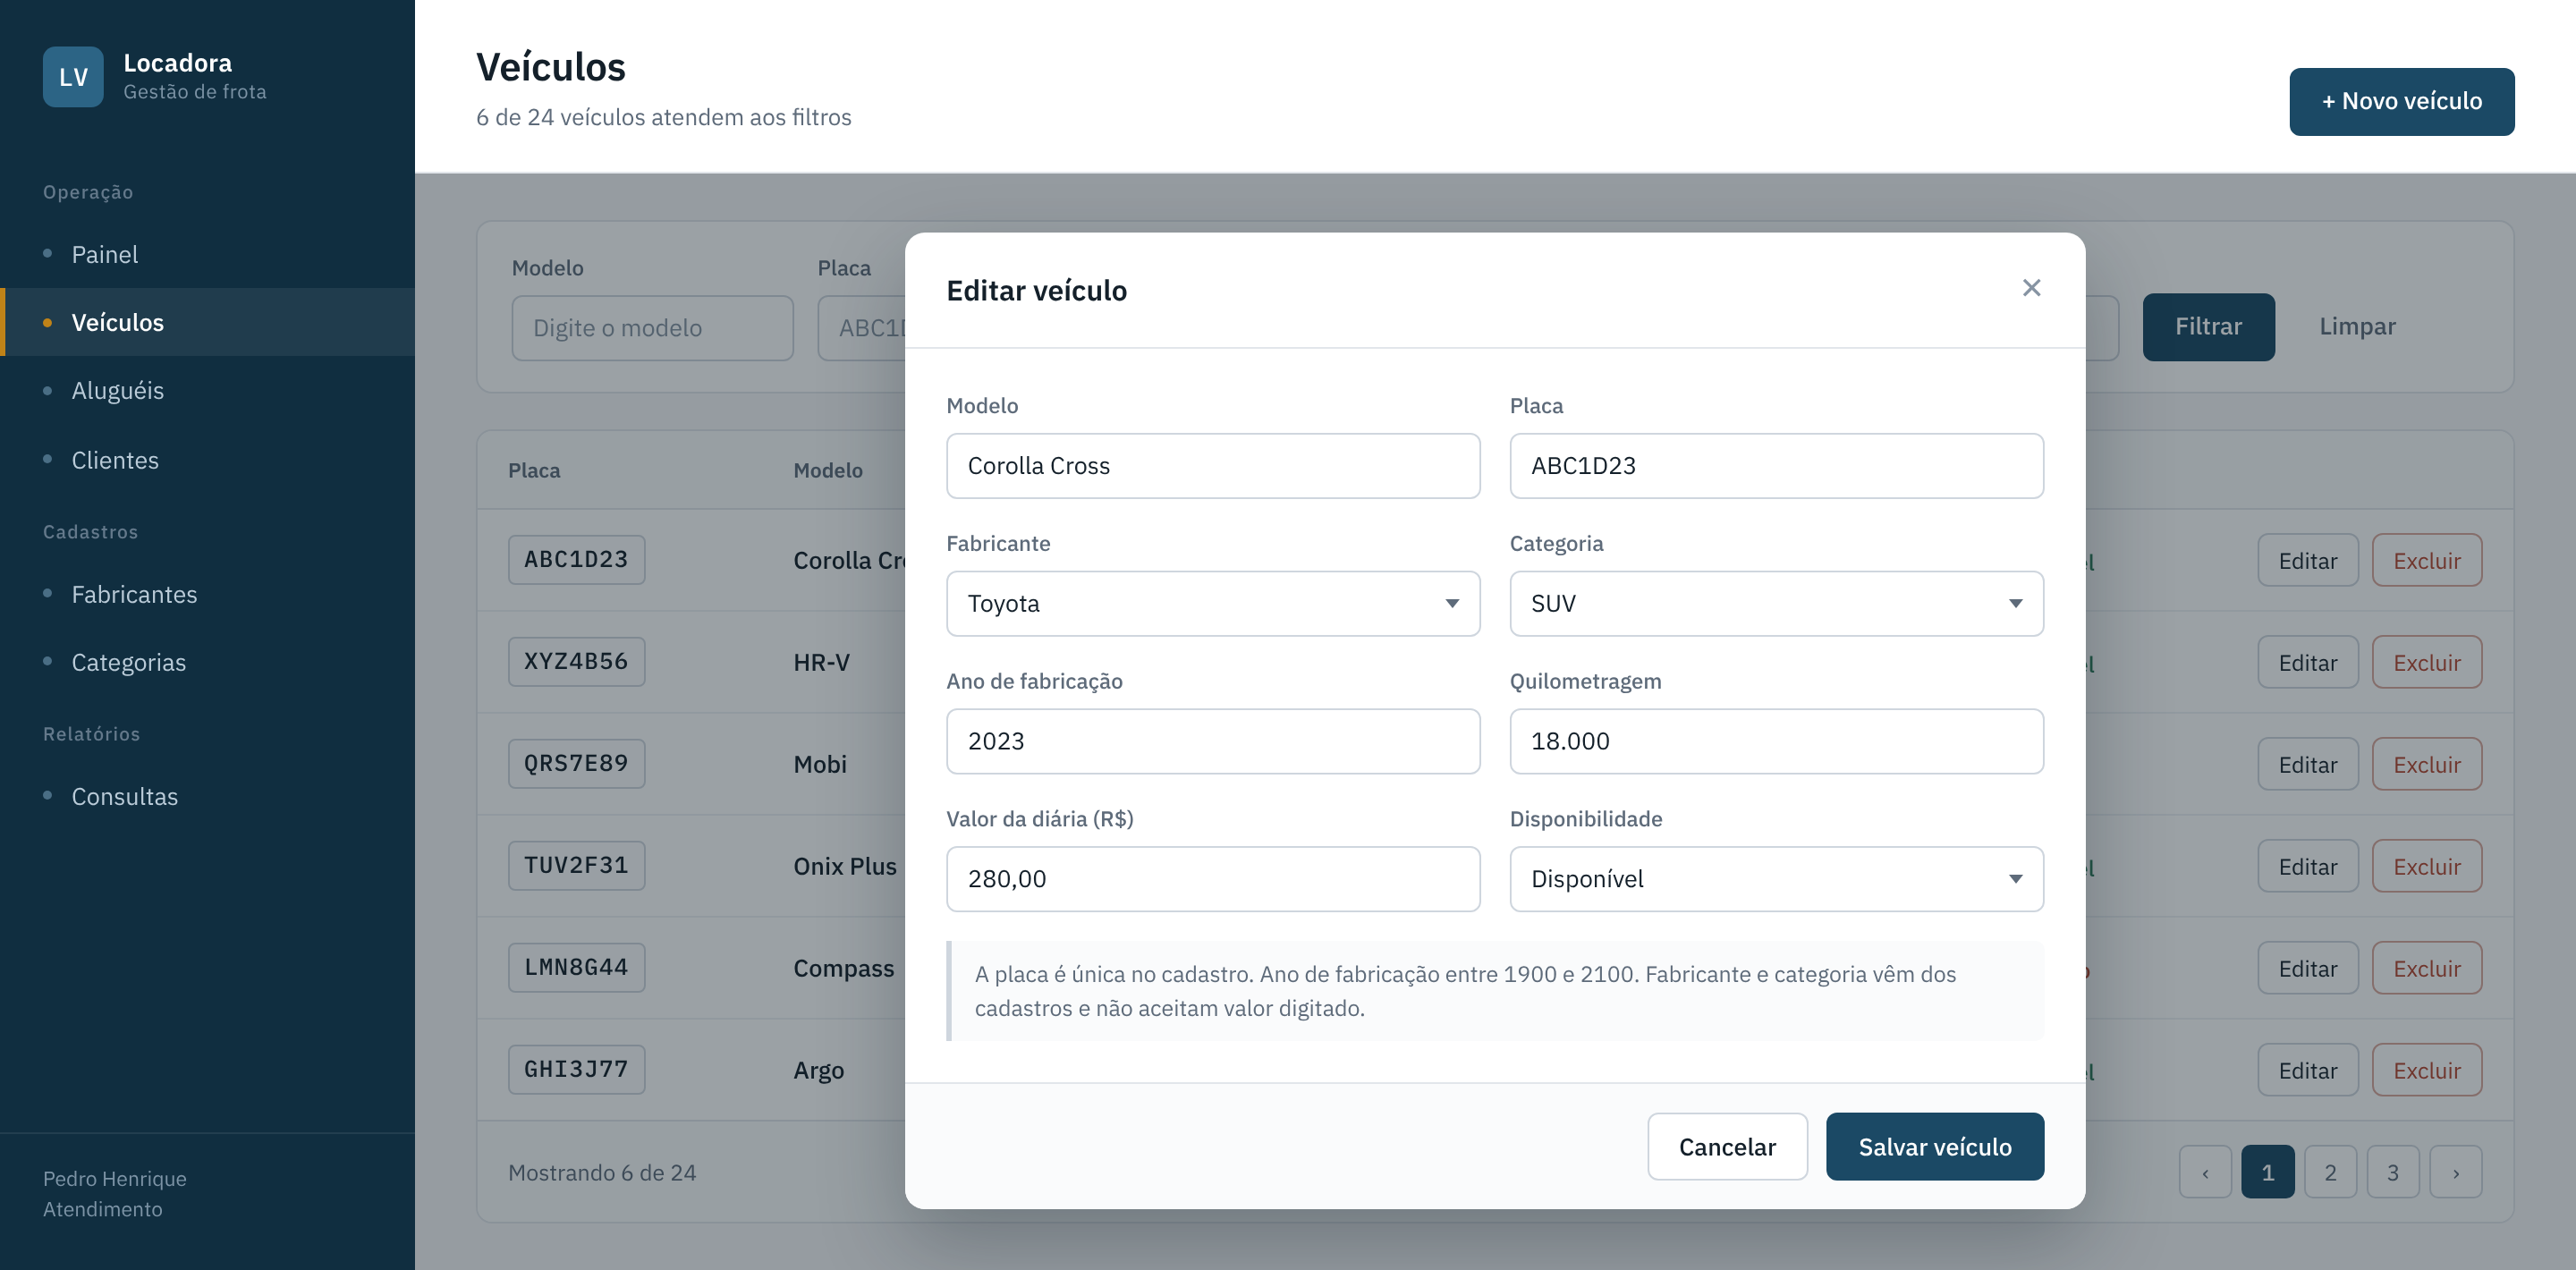 LV
Locadora
Gestão de frota
Operação
Painel
Veículos
Aluguéis
Clientes
Cadastros
Fabricantes
Categorias
Relatórios
Consultas
Pedro Henrique
Atendimento
Veículos
6 de 24 veículos atendem aos filtros
+ Novo veículo
Modelo
Digite o modelo
Placa
Filtrar
Limpar
Placa
Modelo
ABC1D23
XYZ4B56
HR-V
QRS7E89
Mobi
TUV2F31
Onix Plus
LMN8G44
Compass
GHI3J77
Argo
Corolla
Editar
Excluir
Editar
Excluir
Editar
Excluir
Editar
Excluir
Editar
Excluir
Editar
Excluir
Mostrando 6 de 24
‹ 1 2 3 ›
Editar veículo
✕
Modelo
Corolla Cross
Placa
ABC1D23
Fabricante
Toyota
Categoria
SUV
Ano de fabricação
2023
Quilometragem
18.000
Valor da diária (R$)
280,00
Disponibilidade
Disponível
A placa é única no cadastro. Ano de fabricação entre 1900 e 2100. Fabricante e categoria vêm dos
cadastros e não aceitam valor digitado.
Cancelar
Salvar veículo